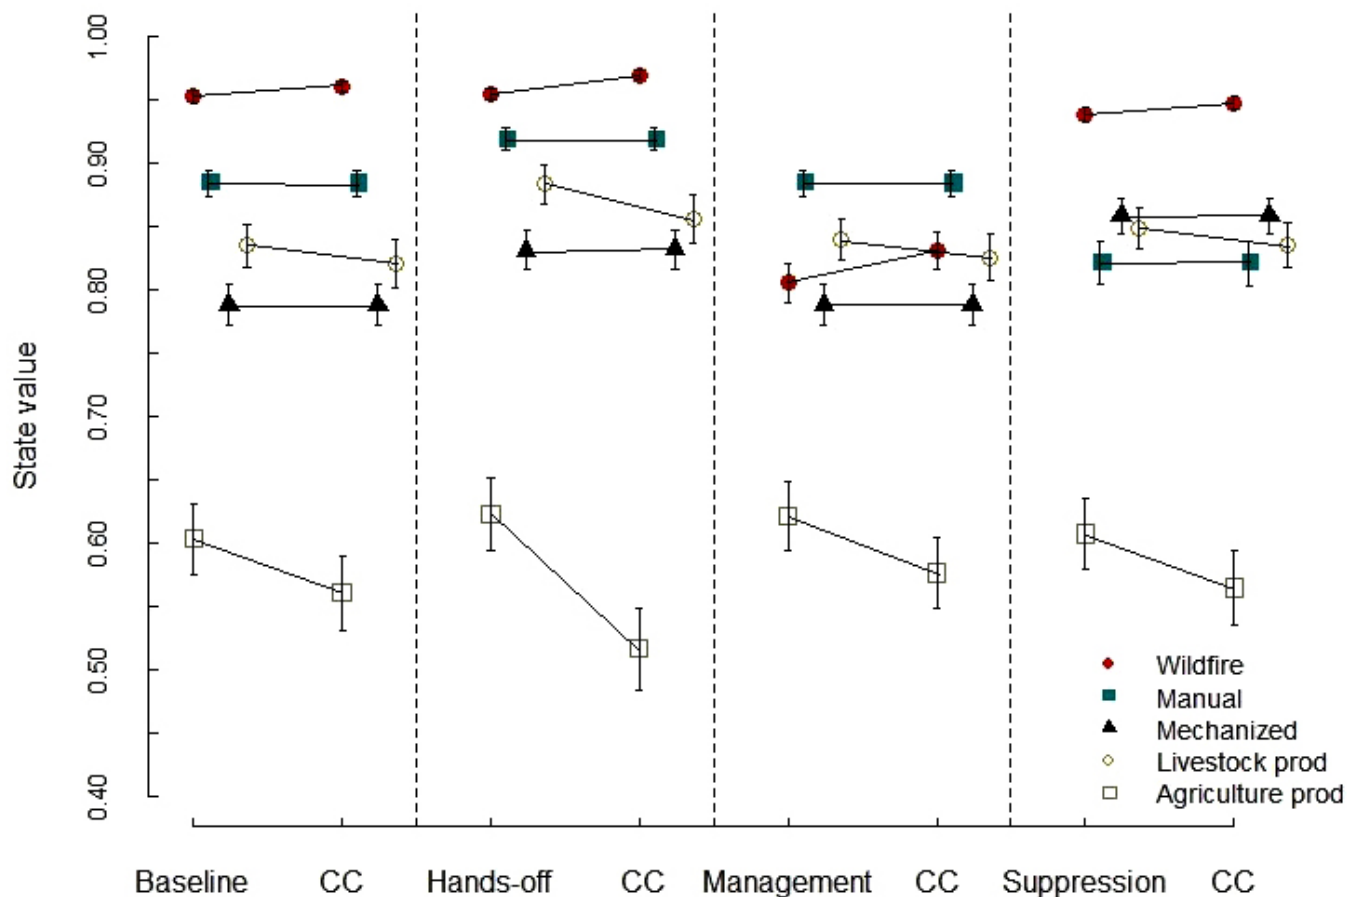 1.00
0.90
0.80
0.70
0.60
0.50
0.40
State value
Wildfire
Manual
Mechanized
Livestock prod
Agriculture prod
Baseline CC Hands-off CC Management CC Suppression CC